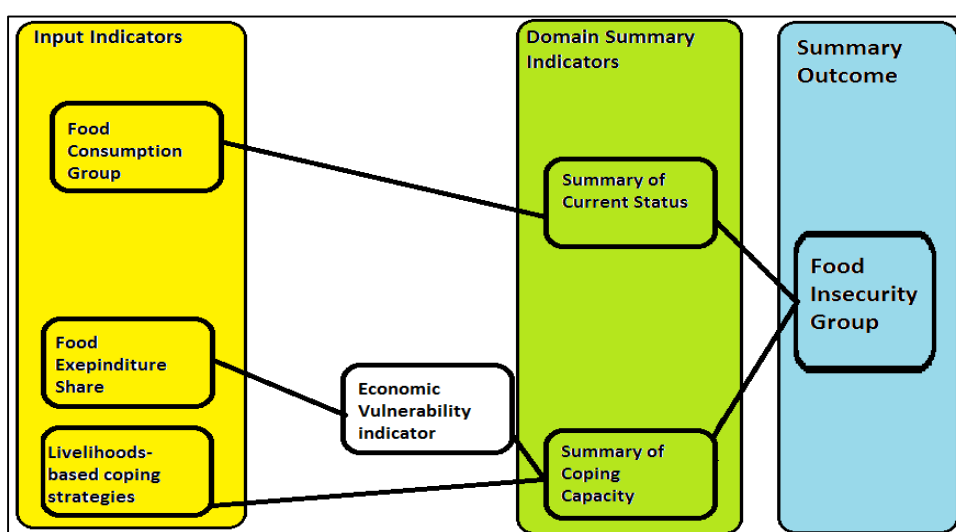 Input Indicators
Food
Consumption
Group
Food
Exepinditure
Share
Livelihoods-
based coping
strategies
Economic
Vulnerability
indicator
Domain Summary
Indicators
Summary of
Current Status
Summary of
Coping
Capacity
Summary
Outcome
Food
Insecurity
Group